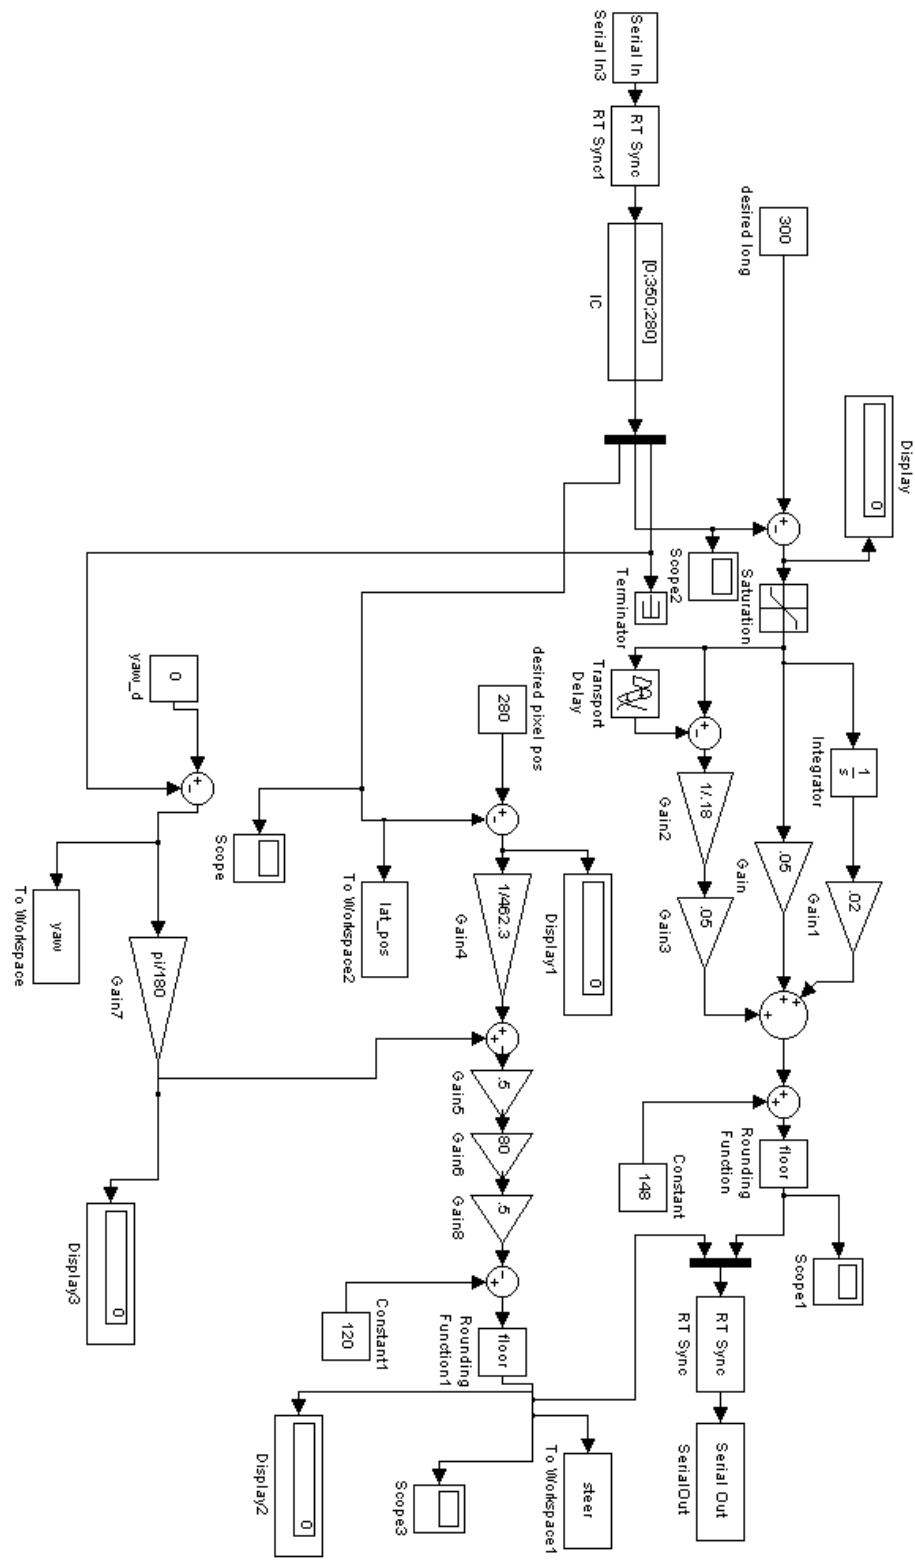 0
Display
1
s
Integrator
.02
Gain1
Scope1
300
desired long
+
-
Saturation
.05
Gain
+
+
+
+
+
floor
Rounding
Function
Serial In
Serial In3
RT Sync
RT Sync1
[0;350;280]
IC
Scope2
Terminator
Transport
Delay
+
-
1/.18
Gain2
.05
Gain3
148
Constant
RT Sync
RT Sync
Serial Out
SerialOut
280
desired pixel pos
+
-
0
Display1
1/462.3
Gain4
+
+
.5
Gain5
80
Gain6
.5
Gain8
-
+
floor
Rounding
Function1
steer
To Workspace1
lat_pos
To Workspace2
120
Constant1
Scope3
Scope
0
Display2
0
yaw_d
+
-
yaw
To Workspace
pi/180
Gain7
0
Display3